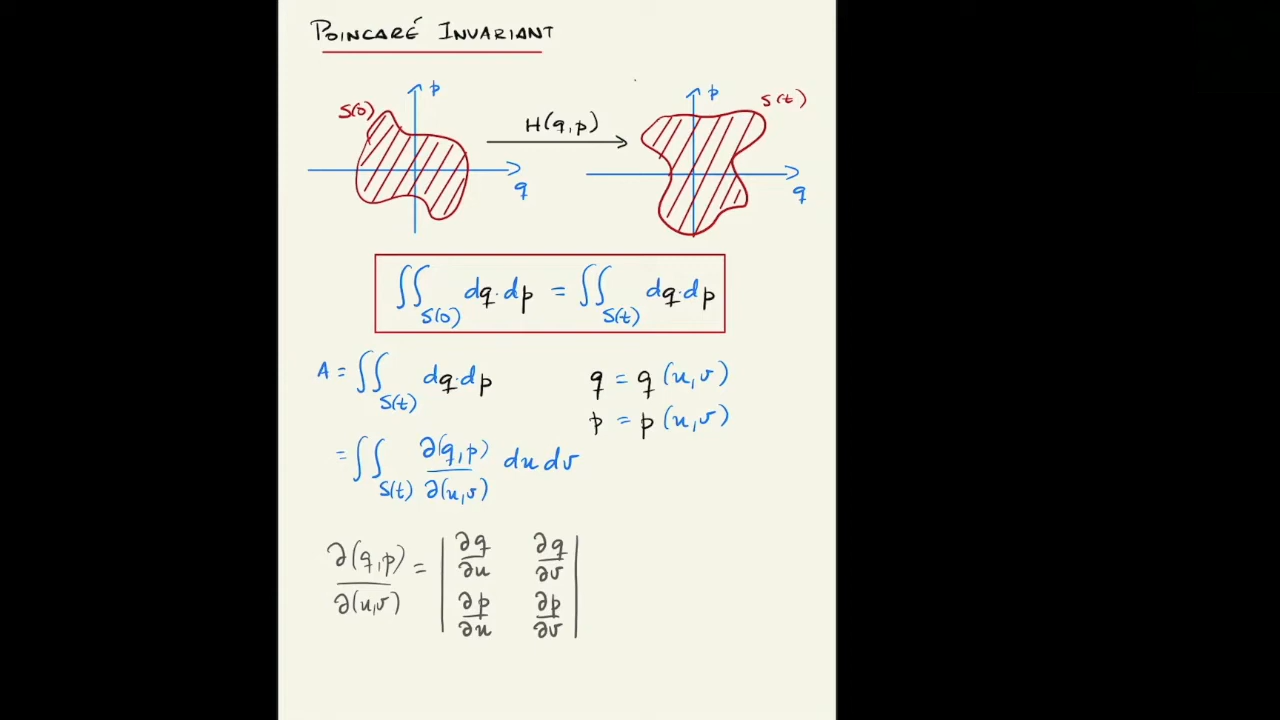 POINCARÉ INVARIANT
S(0) p q H(q,p) p S(t) q
∬_{S(0)} dq·dp = ∬_{S(t)} dq·dp
A = ∬_{S(t)} dq·dp q = q(u,v)
p = p(u,v)
= ∬_{S(t)} ∂(q,p)/∂(u,v) du dv
∂(q,p)/∂(u,v) = | ∂q/∂u ∂q/∂v |
| ∂p/∂u ∂p/∂v |